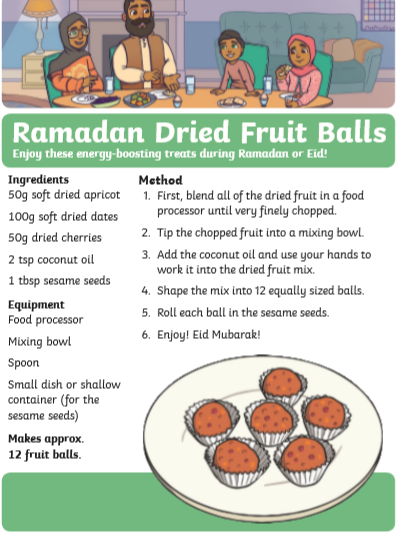 Ramadan Dried Fruit Balls
Enjoy these energy-boosting treats during Ramadan or Eid!
Ingredients
50g soft dried apricot
100g soft dried dates
50g dried cherries
2 tsp coconut oil
1 tbsp sesame seeds
Equipment
Food processor
Mixing bowl
Spoon
Small dish or shallow
container (for the
sesame seeds)
Makes approx.
12 fruit balls.
Method
1. First, blend all of the dried fruit in a food
processor until very finely chopped.
2. Tip the chopped fruit into a mixing bowl.
3. Add the coconut oil and use your hands to
work it into the dried fruit mix.
4. Shape the mix into 12 equally sized balls.
5. Roll each ball in the sesame seeds.
6. Enjoy! Eid Mubarak!